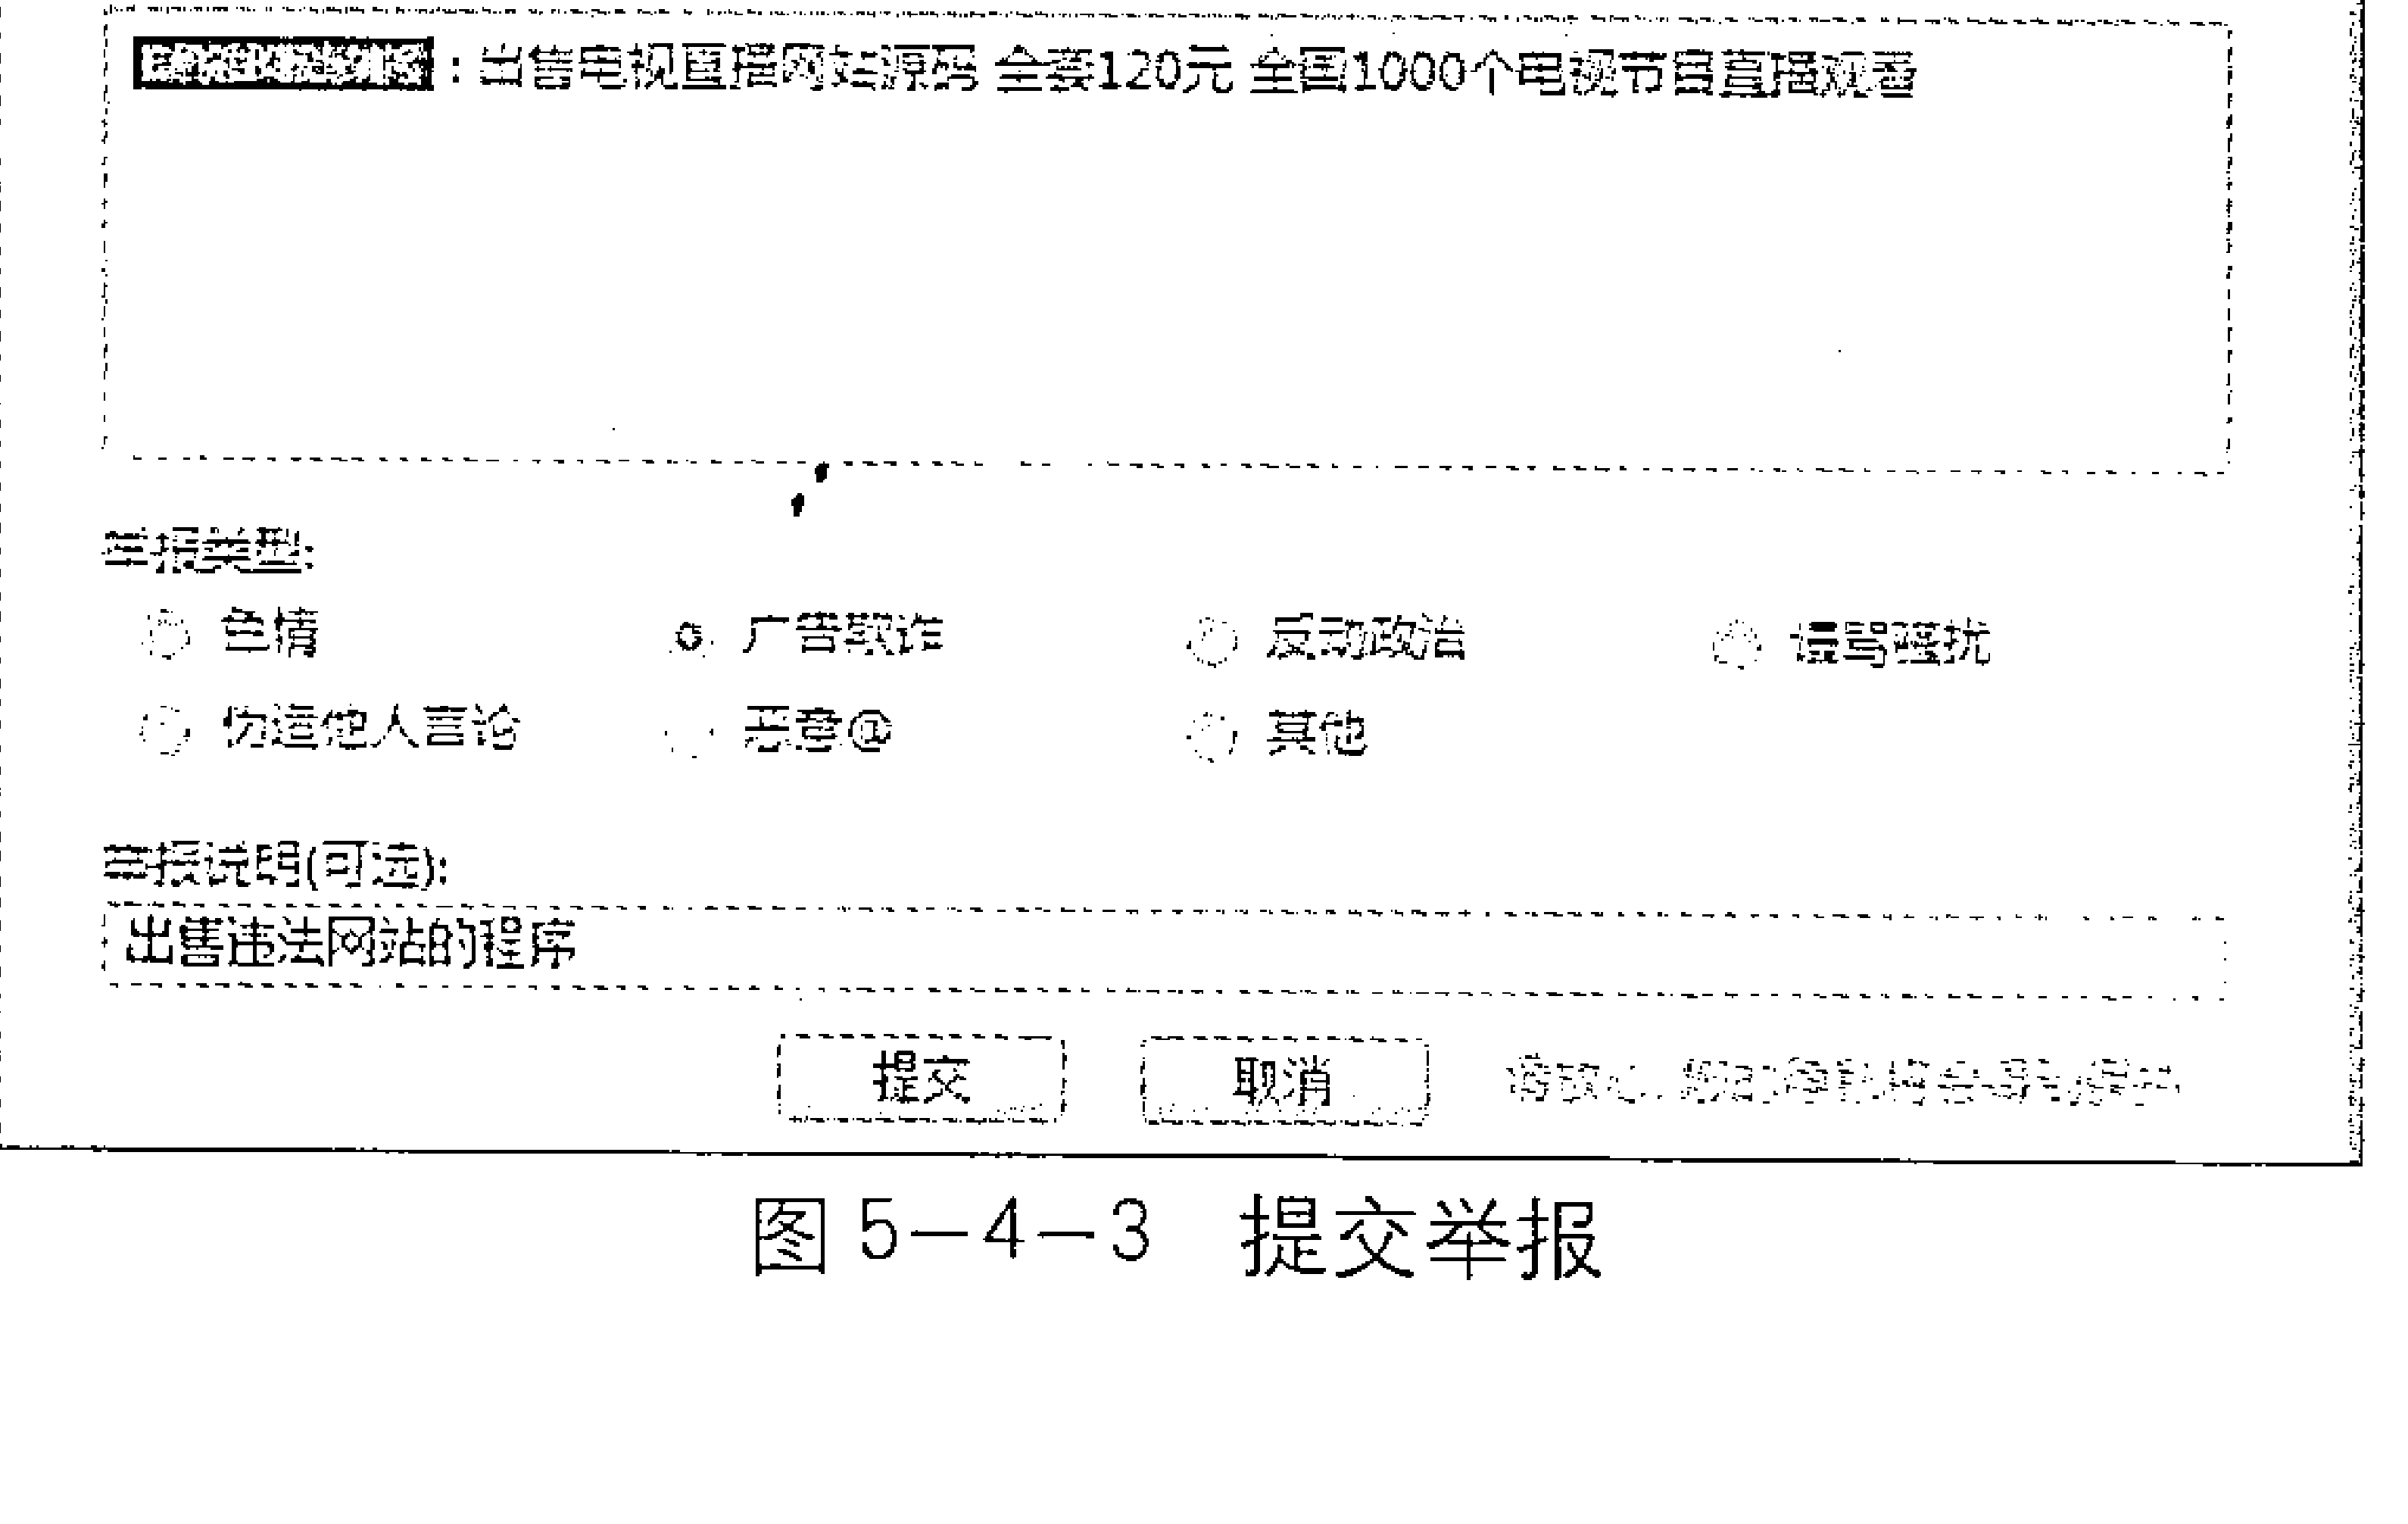 ：出售电视直播网站源码 全套120元 全国1000个电视节目直播观看
举报类型:
色情 广告欺诈 反动政治 谩骂骚扰
伪造他人言论 恶意@ 其他
举报说明(可选):
出售违法网站的程序
提交 取消
图 5－4－3 提交举报